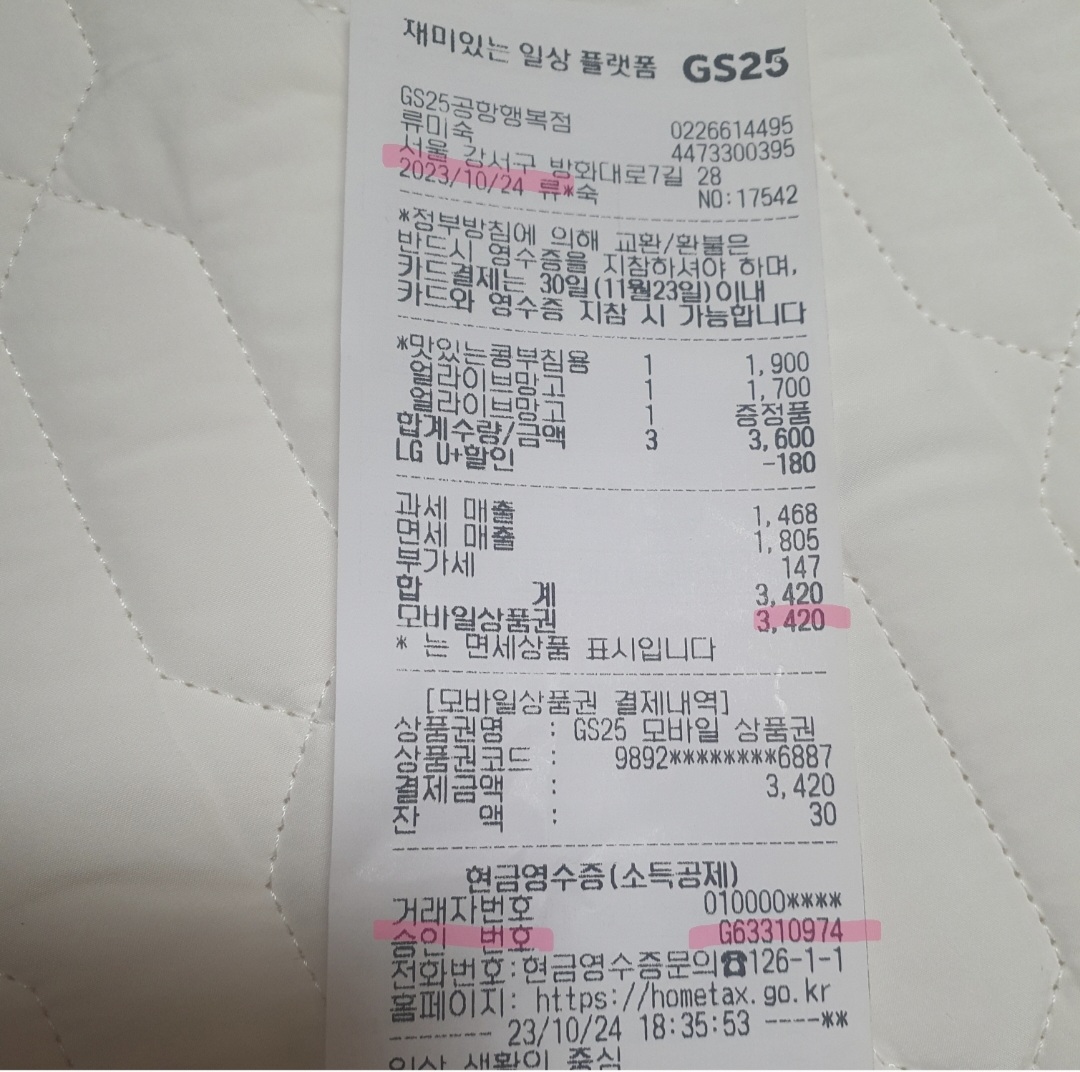 재미있는 일상 플랫폼 GS25
GS25공항행복점 0226614495
류미숙 4473300395
서울 강서구 방화대로7길 28
2023/10/24 류*숙 NO:17542
*정부방침에 의해 교환/환불은
반드시 영수증을 지참하셔야 하며,
카드결제는 30일(11월23일)이내
카드와 영수증 지참 시 가능합니다
*맛있는콩부침용 1 1,900
얼라이브망고 1 1,700
얼라이브망고 1 증정품
합계수량/금액 3 3,600
LG U+할인 -180
과세 매출 1,468
면세 매출 1,805
부가세 147
합 계 3,420
모바일상품권 3,420
* 는 면세상품 표시입니다
[모바일상품권 결제내역]
상품권명 : GS25 모바일 상품권
상품권코드 : 9892********6887
결제금액 : 3,420
잔 액 : 30
현금영수증(소득공제)
거래자번호 010000****
승인 번호 G63310974
전화번호:현금영수증문의☎126-1-1
홈페이지: https://hometax.go.kr
------- 23/10/24 18:35:53 ----**
일상 생활의 중심